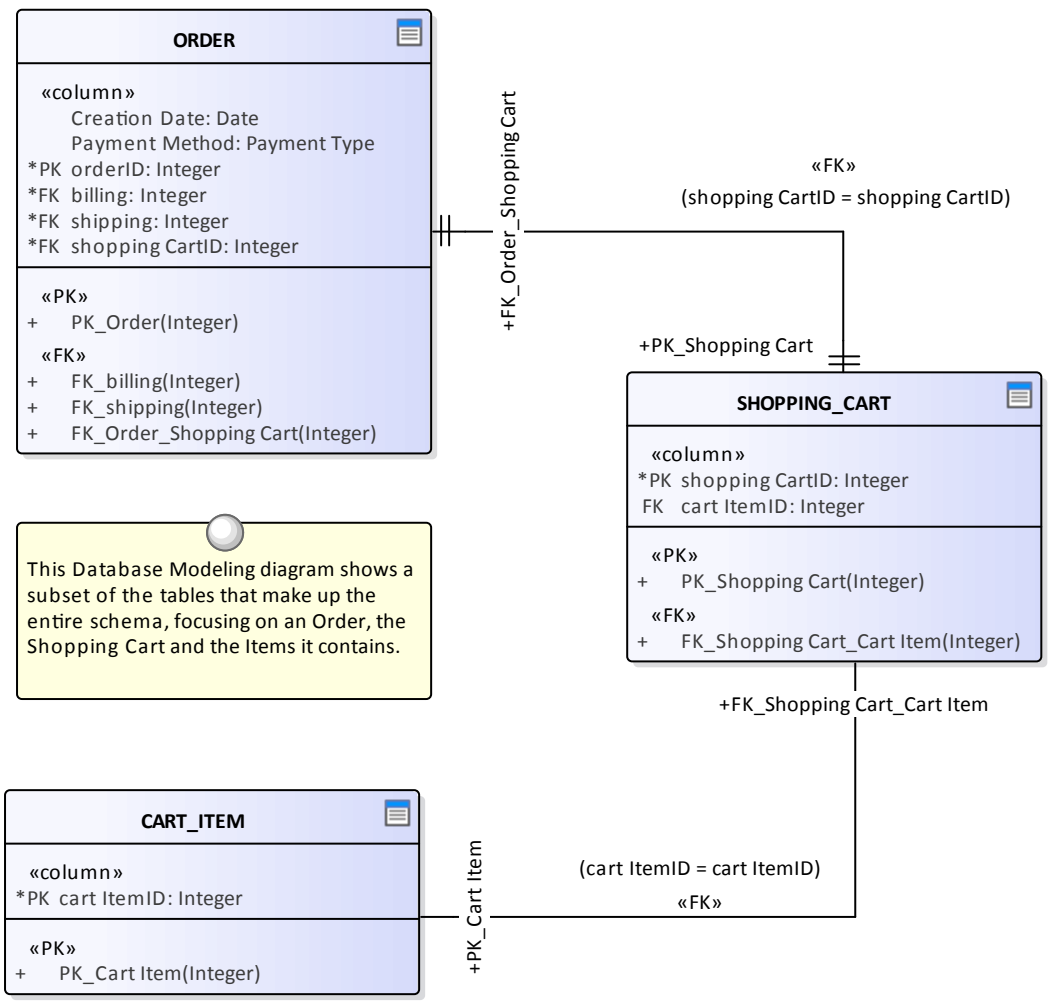 ORDER
«column»
Creation Date: Date
Payment Method: Payment Type
*PK orderID: Integer
*FK billing: Integer
*FK shipping: Integer
*FK shopping CartID: Integer
«PK»
+ PK_Order(Integer)
«FK»
+ FK_billing(Integer)
+ FK_shipping(Integer)
+ FK_Order_Shopping Cart(Integer)
+FK_Order_Shopping Cart
«FK»
(shopping CartID = shopping CartID)
+PK_Shopping Cart
SHOPPING_CART
«column»
*PK shopping CartID: Integer
FK cart ItemID: Integer
«PK»
+ PK_Shopping Cart(Integer)
«FK»
+ FK_Shopping Cart_Cart Item(Integer)
This Database Modeling diagram shows a
subset of the tables that make up the
entire schema, focusing on an Order, the
Shopping Cart and the Items it contains.
+FK_Shopping Cart_Cart Item
CART_ITEM
«column»
*PK cart ItemID: Integer
«PK»
+ PK_Cart Item(Integer)
+PK_Cart Item
(cart ItemID = cart ItemID)
«FK»